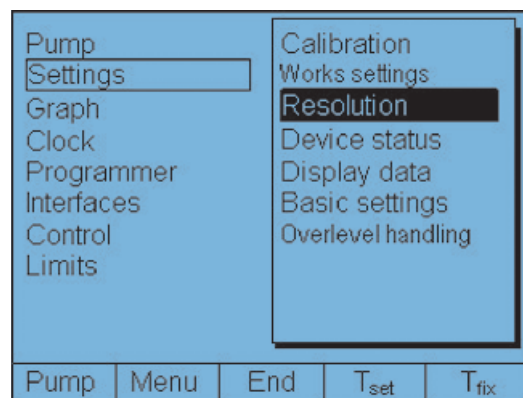 Pump
Settings
Graph
Clock
Programmer
Interfaces
Control
Limits
Calibration
Works settings
Resolution
Device status
Display data
Basic settings
Overlevel handling
Pump Menu End Tset Tfix